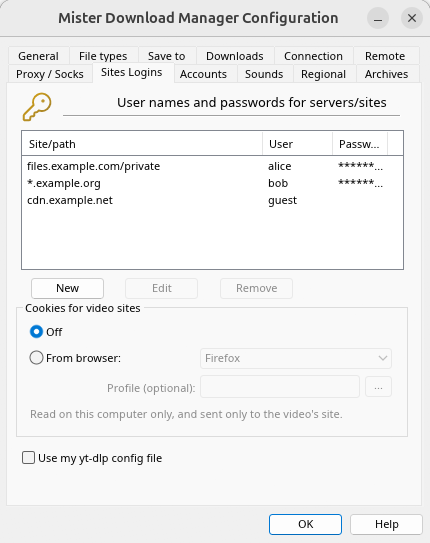 Mister Download Manager Configuration
General File types Save to Downloads Connection Remote
Proxy / Socks Sites Logins Accounts Sounds Regional Archives
User names and passwords for servers/sites
Site/path User Passw...
files.example.com/private alice ******...
*.example.org bob ******...
cdn.example.net guest
New Edit Remove
Cookies for video sites
Off
From browser: Firefox
Profile (optional): ...
Read on this computer only, and sent only to the video's site.
Use my yt-dlp config file
OK Help